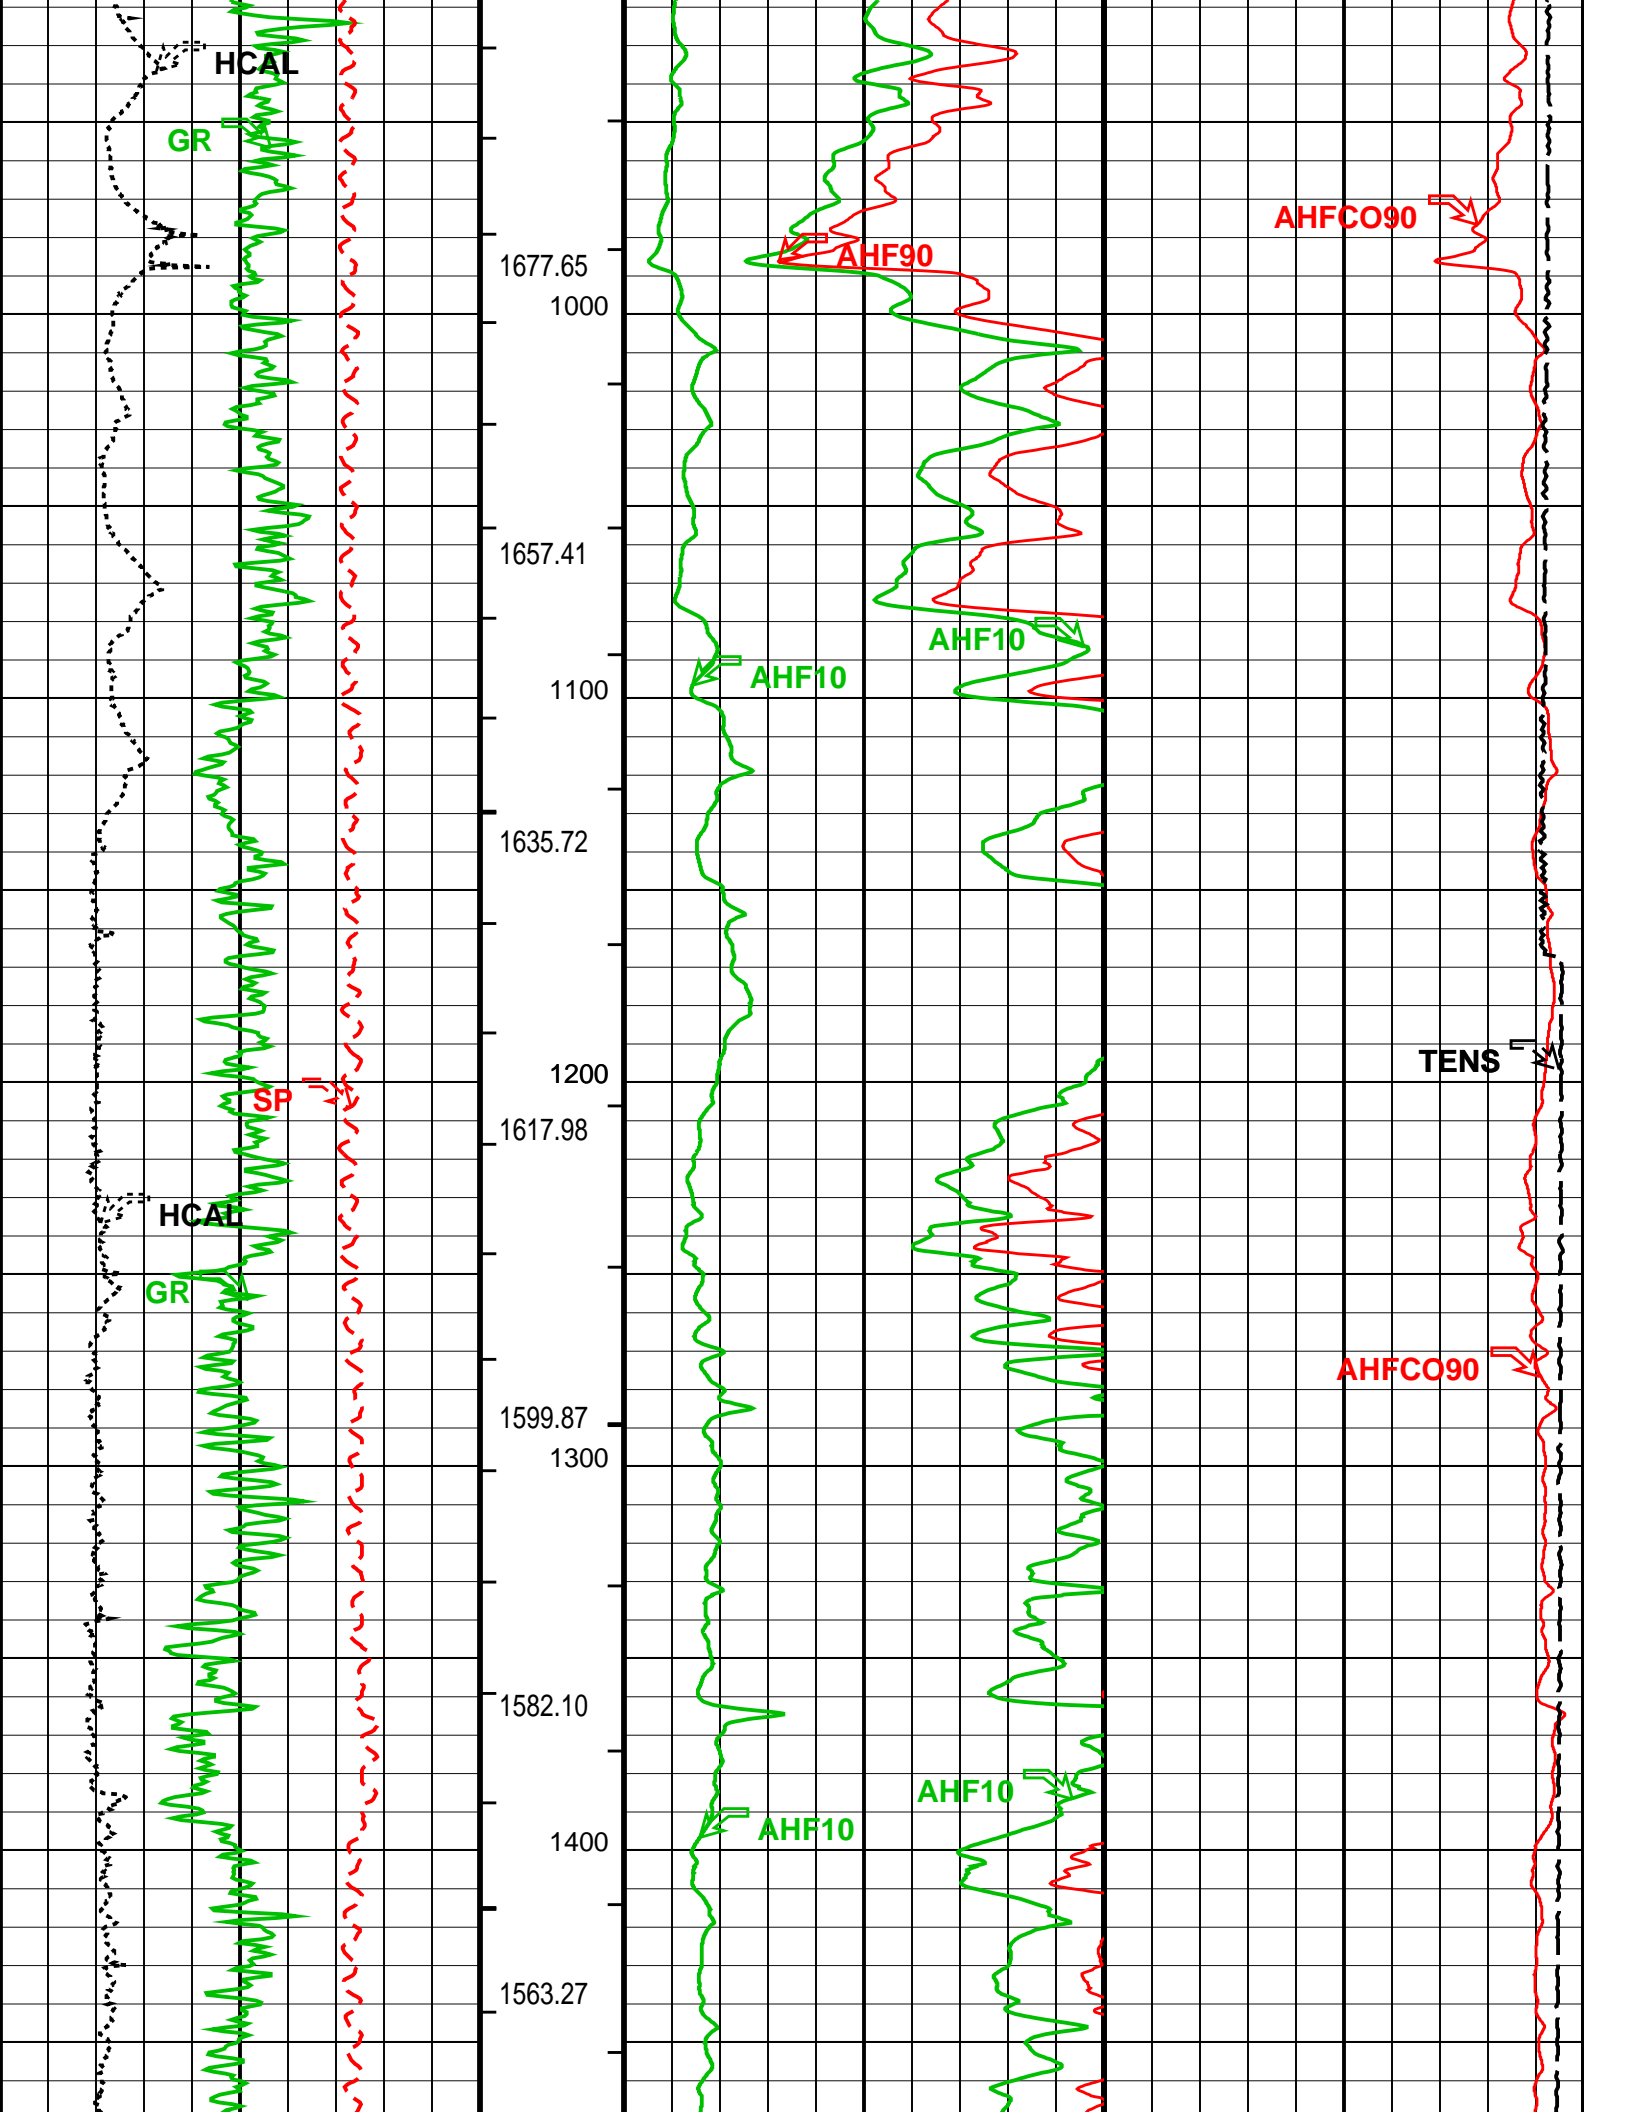 HCAL
GR
AHFCO90
AHF90
1677.65
1000
1657.41
AHF10
AHF10
1100
1635.72
TENS
1200
SP
1617.98
HCAL
GR
AHFCO90
1599.87
1300
1582.10
AHF10
AHF10
1400
1563.27